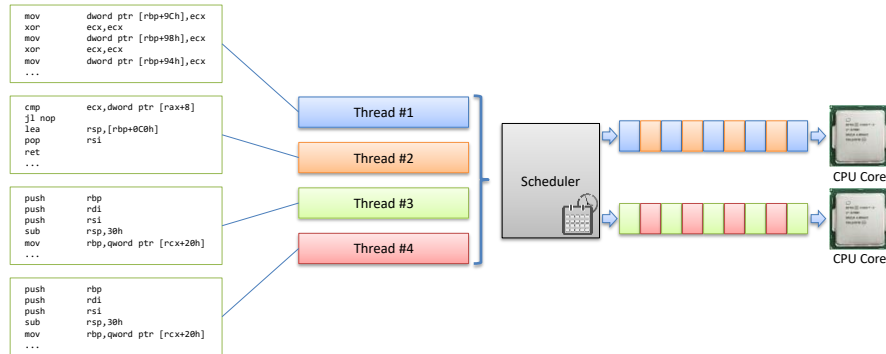 mov dword ptr [rbp+9Ch],ecx
xor ecx,ecx
mov dword ptr [rbp+98h],ecx
xor ecx,ecx
mov dword ptr [rbp+94h],ecx
...
cmp ecx,dword ptr [rax+8]
jl nop
lea rsp,[rbp+0C0h]
pop rsi
ret
...
push rbp
push rdi
push rsi
sub rsp,30h
mov rbp,qword ptr [rcx+20h]
...
push rbp
push rdi
push rsi
sub rsp,30h
mov rbp,qword ptr [rcx+20h]
...
Thread #1
Thread #2
Thread #3
Thread #4
Scheduler
CPU Core
CPU Core